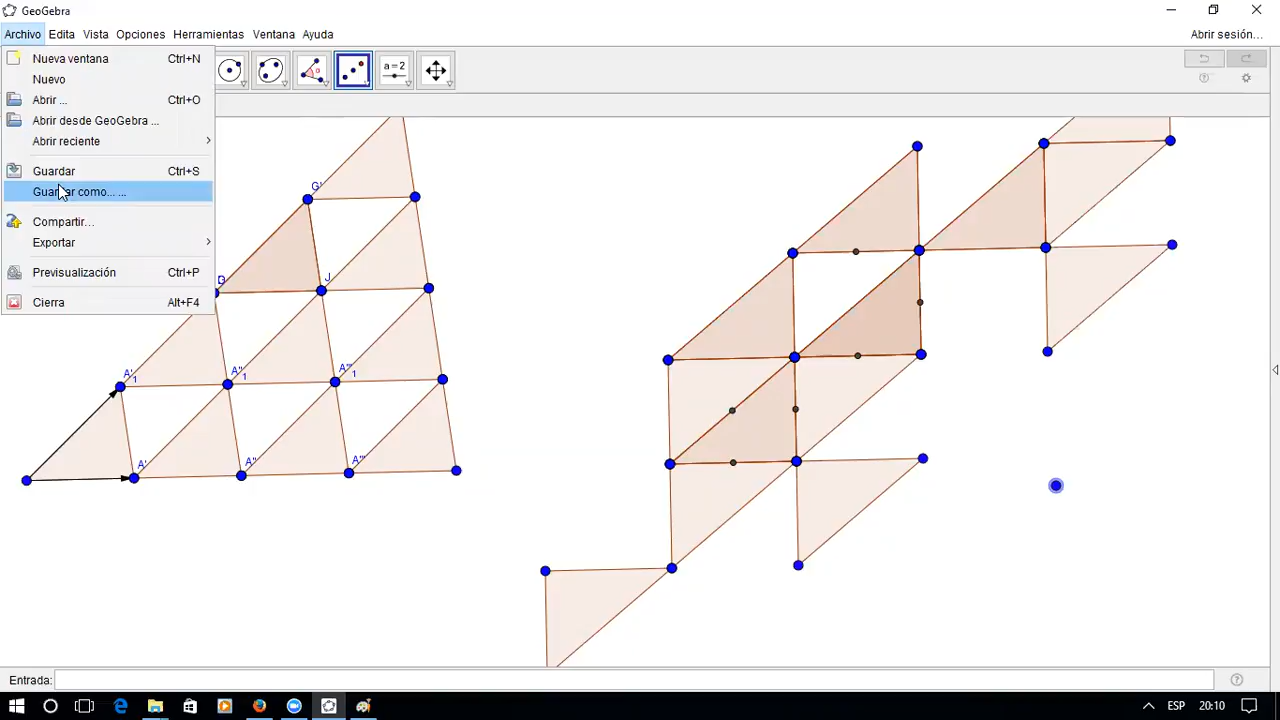 GeoGebra
Archivo Edita Vista Opciones Herramientas Ventana Ayuda
Abrir sesión...
Nueva ventana Ctrl+N
Nuevo
Abrir ... Ctrl+O
Abrir desde GeoGebra ...
Abrir reciente
Guardar Ctrl+S
Guardar como... ...
Compartir...
Exportar
Previsualización Ctrl+P
Cierra Alt+F4
a=2
G'
D
J
A'1
A''1
A'''1
A'
A''
A'''
Entrada:
ESP 20:10